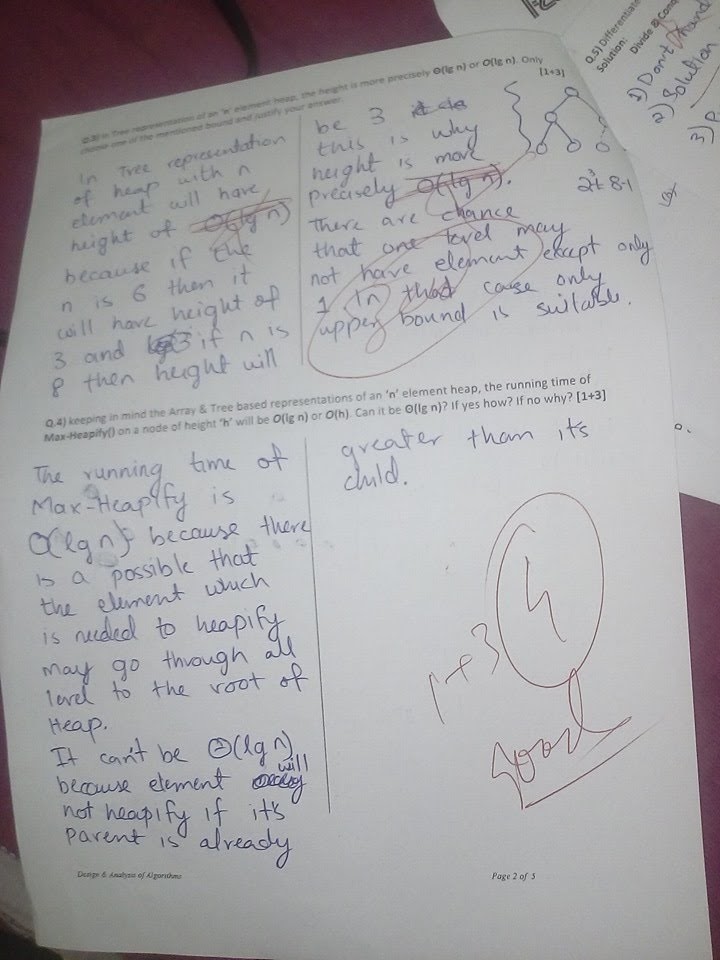 Q.3) In Tree representation of an 'n' element heap, the height is more precisely Θ(lg n) or O(lg n). Only
choose one of the mentioned bound and justify your answer. [1+3]
In Tree representation
of heap with n
element will have
height of O(lg n)
because if the
n is 6 then it
will have height of
3 and if n is
8 then height will
be 3
this is why
height is more
precisely O(lg n).
There are chance
that one level may
not have element except only
1 In that case only
upper bound is suitable.
Q.4) keeping in mind the Array & Tree based representations of an 'n' element heap, the running time of
Max-Heapify() on a node of height 'h' will be O(lg n) or O(h). Can it be Θ(lg n)? If yes how? If no why? [1+3]
The running time of
Max-Heapify is
O(lg n) because there
is a possible that
the element which
is needed to heapify
may go through all
level to the root of
Heap.
It can't be Θ(lg n)
because element will
not heapify if it's
parent is already
greater than it's
child.
1+3
4
Good
Design & Analysis of Algorithms
Page 2 of 5
Q.5) Differentiate
Divide &
Solution:
1) Don't
2) Solution
3)